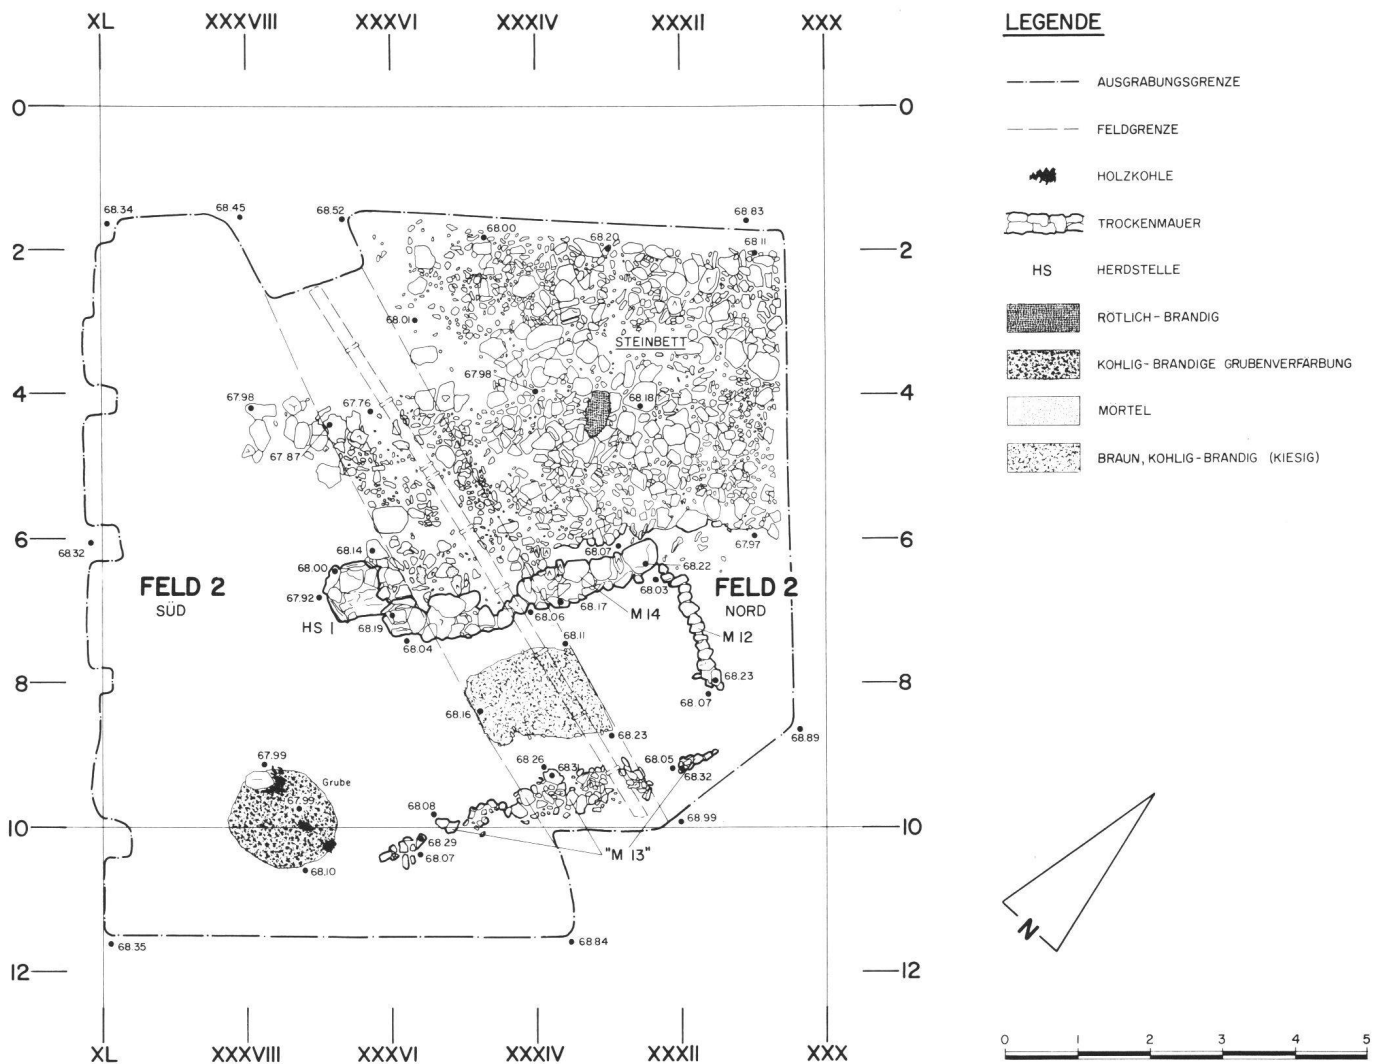 XL XXXVIII XXXVI XXXIV XXXII XXX
LEGENDE
AUSGRABUNGSGRENZE
0 0
FELDGRENZE
HOLZKOHLE
68.34 68.45 68.52 68.83
TROCKENMAUER
68.00 68.20 68.11
2 2
HS HERDSTELLE
68.01
RÖTLICH-BRANDIG
STEINBETT
KOHLIG-BRANDIGE GRUBENVERFÄRBUNG
67.98
4 4
67.98 67.76 68.18
MÖRTEL
67.87
BRAUN, KOHLIG-BRANDIG (KIESIG)
6 6
68.32 68.14 68.07 67.97
68.00 68.22
FELD 2 FELD 2
67.92 68.03
SÜD 68.17 M 14 NORD
68.06
HS 1 68.19 M 12
68.04 68.11
8 68.23 8
68.07
68.16
68.23 68.89
67.99 68.26 68.31 68.05
68.32
Grube
67.99 68.08
10 68.99 10
68.29 "M 13"
68.07
68.10
N
68.35 68.84
12 12
XL XXXVIII XXXVI XXXIV XXXII XXX
0 1 2 3 4 5